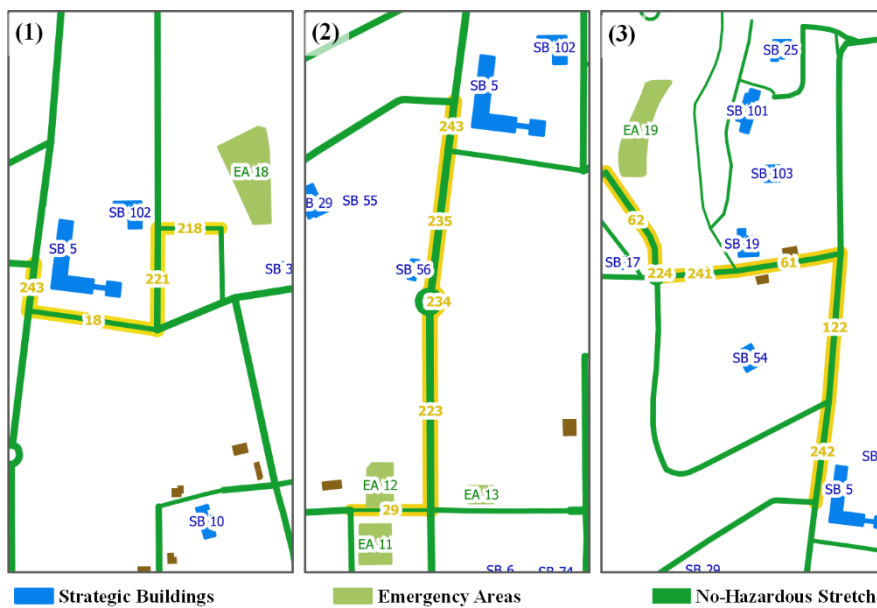 (1)
EA 18
SB 102
218
SB 5
SB 3
221
243
18
SB 10
(2)
SB 102
SB 5
243
B 29
SB 55
235
SB 56
234
223
EA 12
EA 13
29
EA 11
SB 6
SB 74
(3)
SB 25
SB 101
EA 19
SB 103
62
SB 19
SB 17
61
224
241
122
SB 54
242
SB
SB 5
SB 29
Strategic Buildings
Emergency Areas
No-Hazardous Stretch